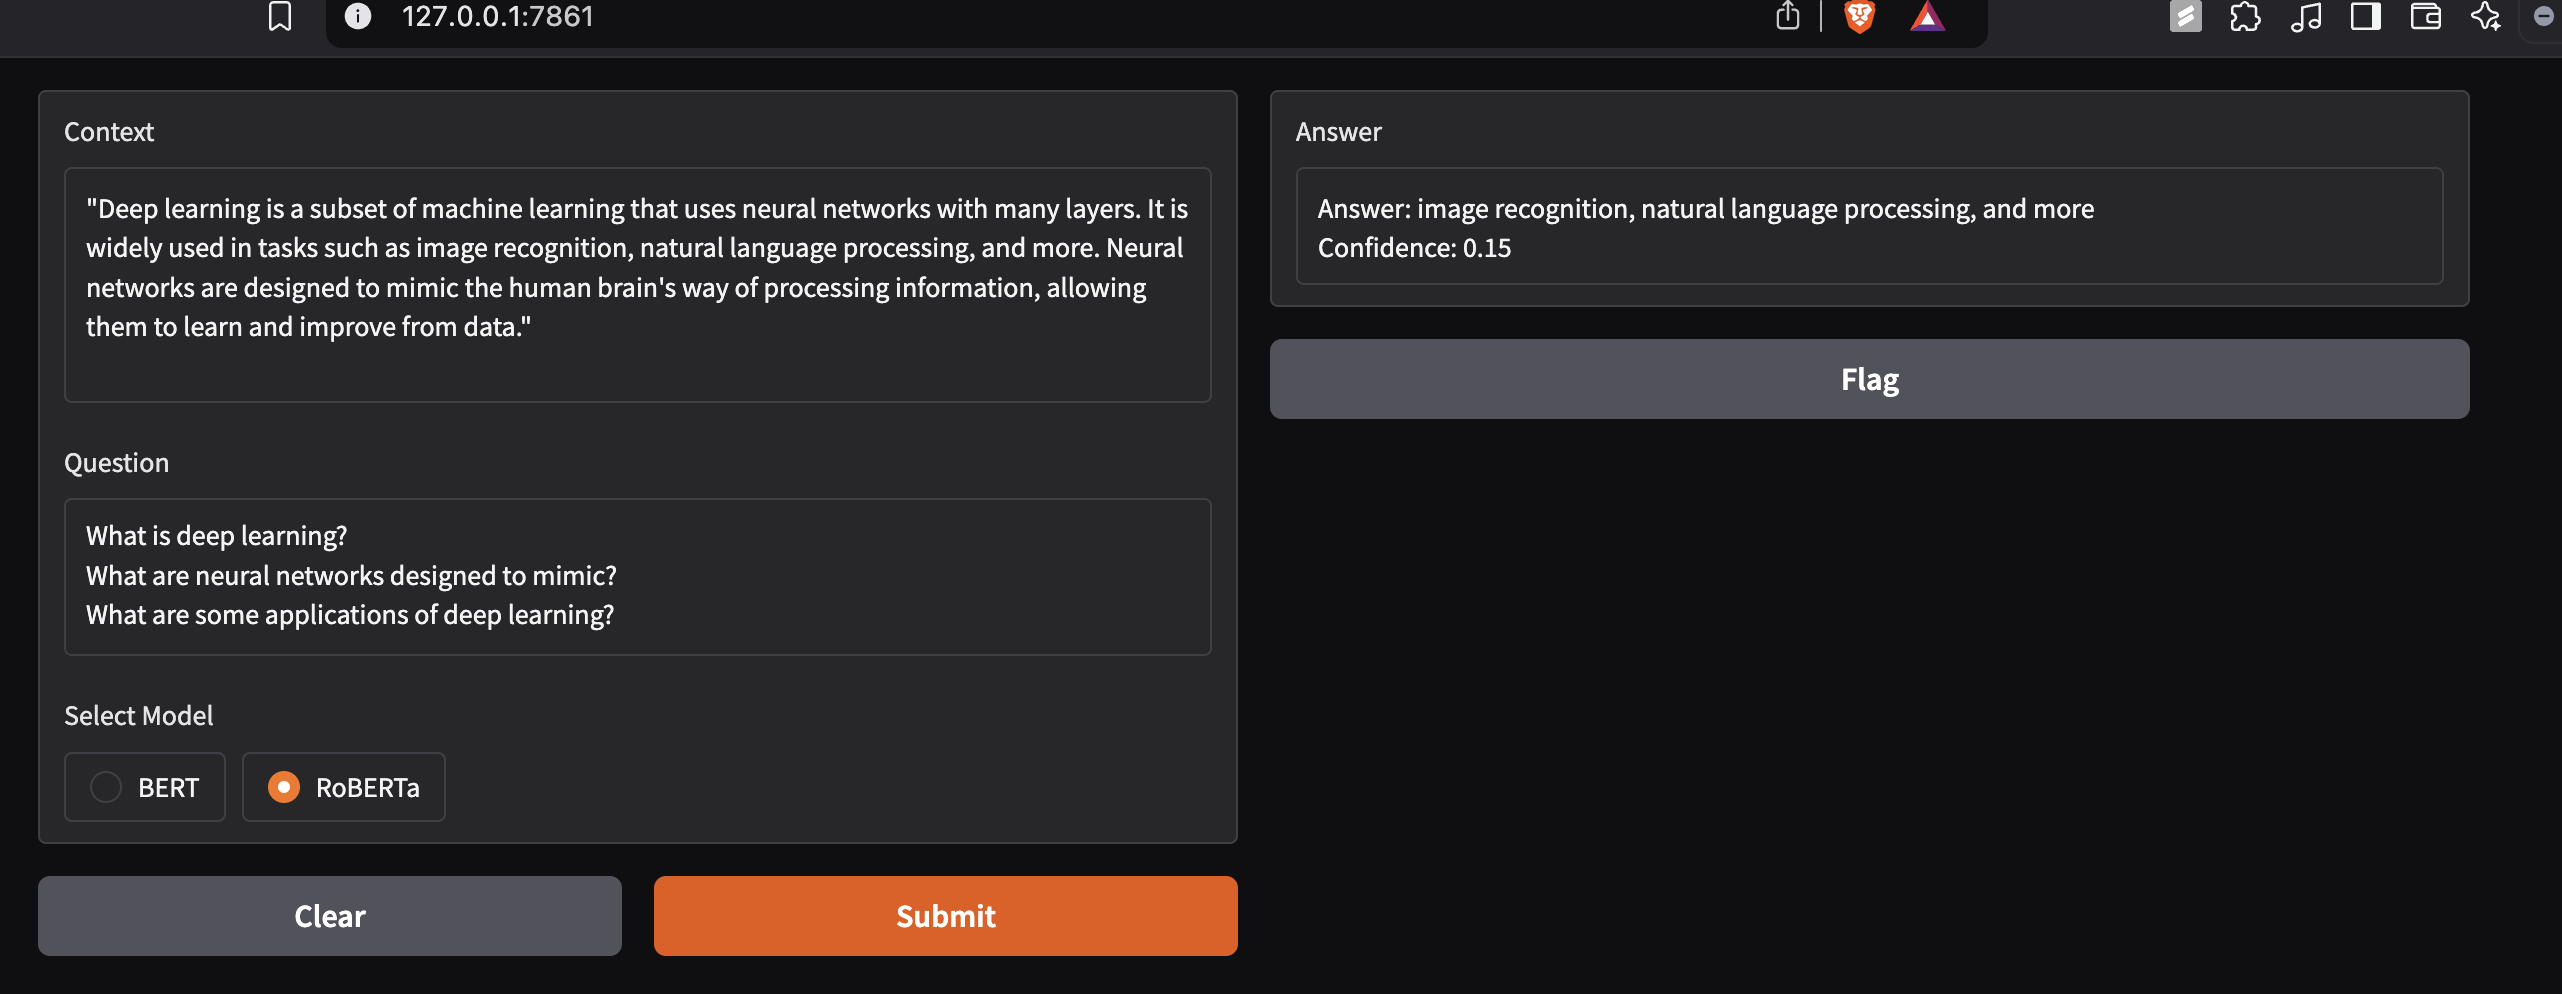 127.0.0.1:7861
Context
"Deep learning is a subset of machine learning that uses neural networks with many layers. It is
widely used in tasks such as image recognition, natural language processing, and more. Neural
networks are designed to mimic the human brain's way of processing information, allowing
them to learn and improve from data."
Question
What is deep learning?
What are neural networks designed to mimic?
What are some applications of deep learning?
Select Model
BERT
RoBERTa
Clear
Submit
Answer
Answer: image recognition, natural language processing, and more
Confidence: 0.15
Flag